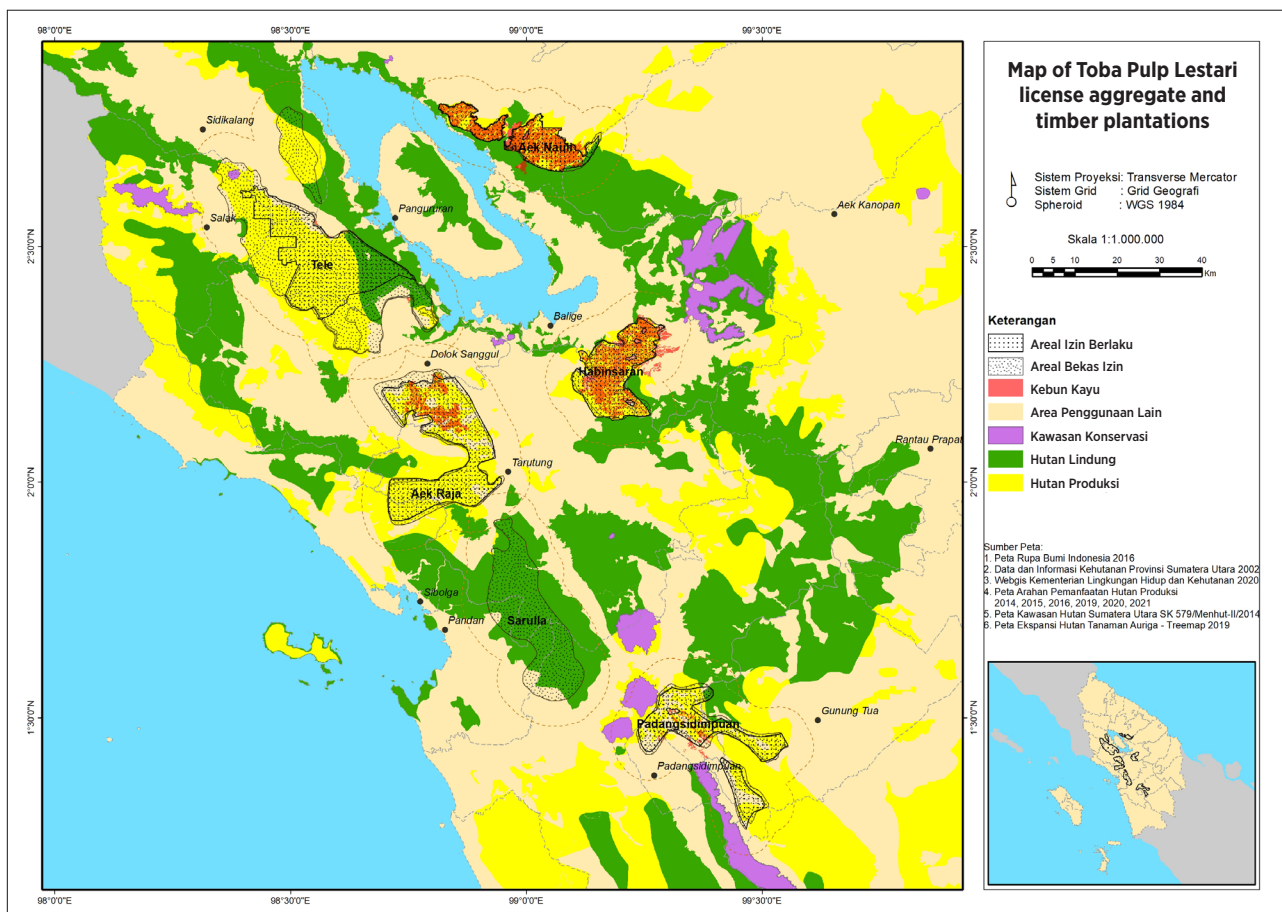 98°0'0"E
98°30'0"E
99°0'0"E
99°30'0"E
2°30'0"N
2°0'0"N
1°30'0"N
Sidikalang
Salak
Pangururan
Tele
Aek Nauli
Aek Kanopan
Balige
Dolok Sanggul
Habinsaran
Rantau Prapat
Tarutung
Aek Raja
Sibolga
Sarulla
Pandan
Padangsidimpuan
Gunung Tua
Padangsidimpuan
98°0'0"E
98°30'0"E
99°0'0"E
99°30'0"E
2°30'0"N
2°0'0"N
1°30'0"N
Map of Toba Pulp Lestari
license aggregate and
timber plantations
Sistem Proyeksi: Transverse Mercator
Sistem Grid : Grid Geografi
Spheroid : WGS 1984
Skala 1:1.000.000
0 5 10 20 30 40
Km
Keterangan
Areal Izin Berlaku
Areal Bekas Izin
Kebun Kayu
Area Penggunaan Lain
Kawasan Konservasi
Hutan Lindung
Hutan Produksi
Sumber Peta:
1. Peta Rupa Bumi Indonesia 2016
2. Data dan Informasi Kehutanan Provinsi Sumatera Utara 2002
3. Webgis Kementerian Lingkungan Hidup dan Kehutanan 2020
4. Peta Arahan Pemanfaatan Hutan Produksi
2014, 2015, 2016, 2019, 2020, 2021
5. Peta Kawasan Hutan Sumatera Utara SK 579/Menhut-II/2014
6. Peta Ekspansi Hutan Tanaman Auriga - Treemap 2019